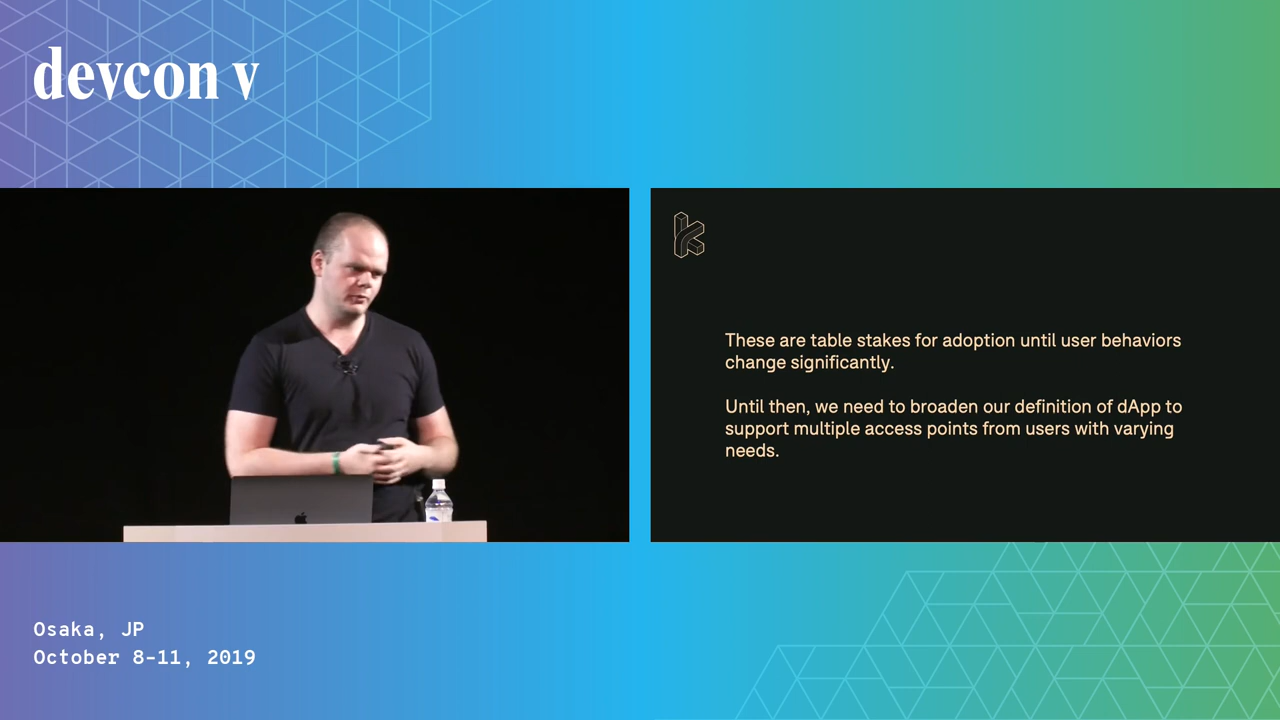 devcon v
These are table stakes for adoption until user behaviors
change significantly.
Until then, we need to broaden our definition of dApp to
support multiple access points from users with varying
needs.
Osaka, JP
October 8-11, 2019